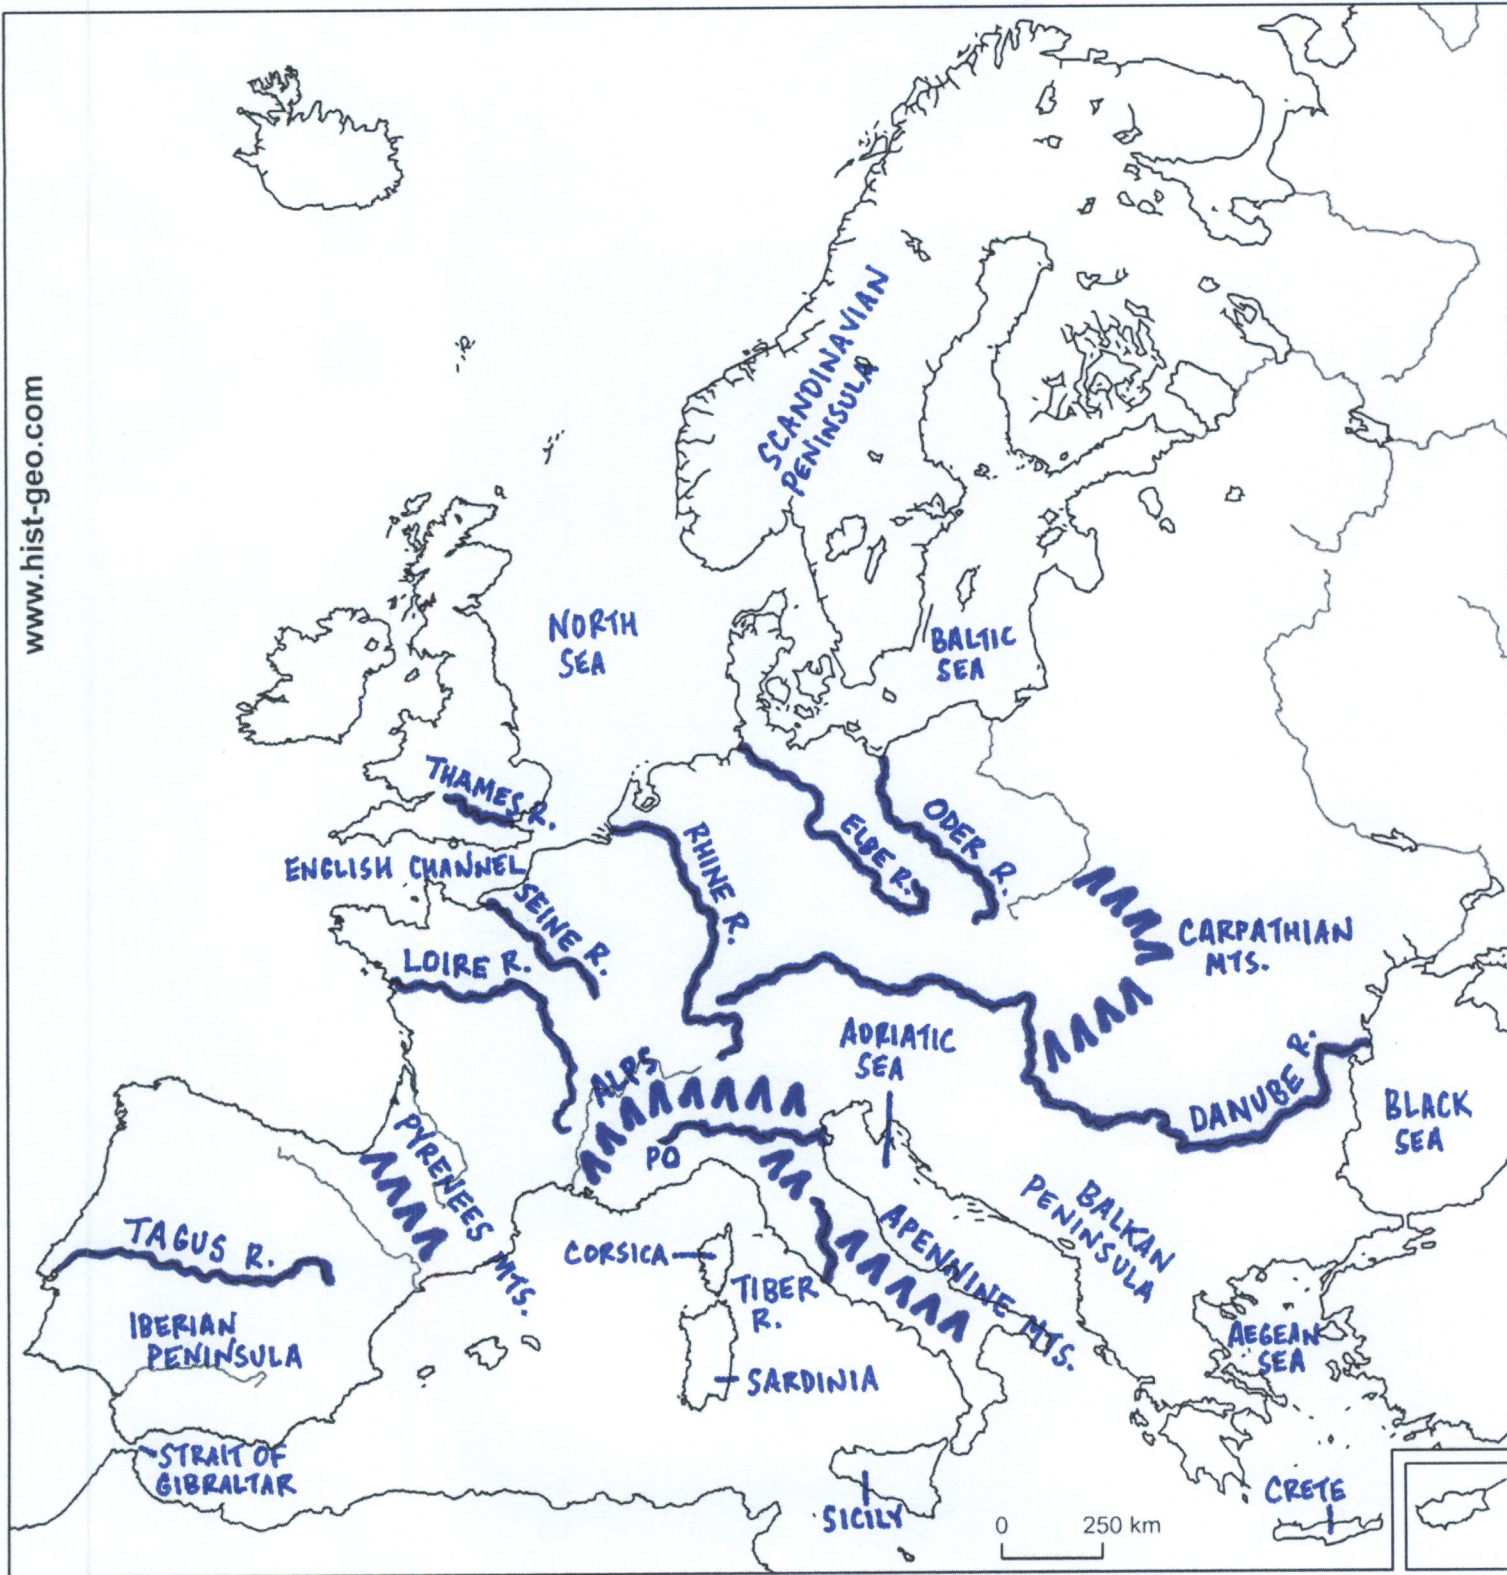 www.hist-geo.com
SCANDINAVIAN
PENINSULA
NORTH
SEA
BALTIC
SEA
THAMES R.
ENGLISH CHANNEL
SEINE R.
LOIRE R.
RHINE R.
ELBE R.
ODER R.
CARPATHIAN
MTS.
ADRIATIC
SEA
ALPS
PO
DANUBE R.
BLACK
SEA
PYRENEES MTS.
TAGUS R.
IBERIAN
PENINSULA
CORSICA
TIBER
R.
APENNINE MTS.
BALKAN
PENINSULA
AEGEAN
SEA
SARDINIA
STRAIT OF
GIBRALTAR
SICILY
CRETE
0 250 km